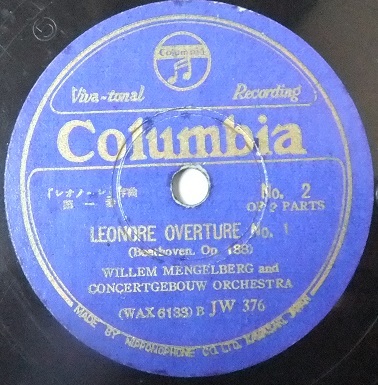 Columbia
Viva-tonal Recording
Columbia
『レオノーレ』序曲 No. 2
第一番 OF 2 PARTS
LEONORE OVERTURE No. 1
(Beethoven. Op 138)
WILLEM MENGELBERG and
CONCERTGEBOUW ORCHESTRA
(WAX 6133) B JW 376
MADE BY NIPPONOPHONE CO. LTD. KAWASAKI, JAPAN